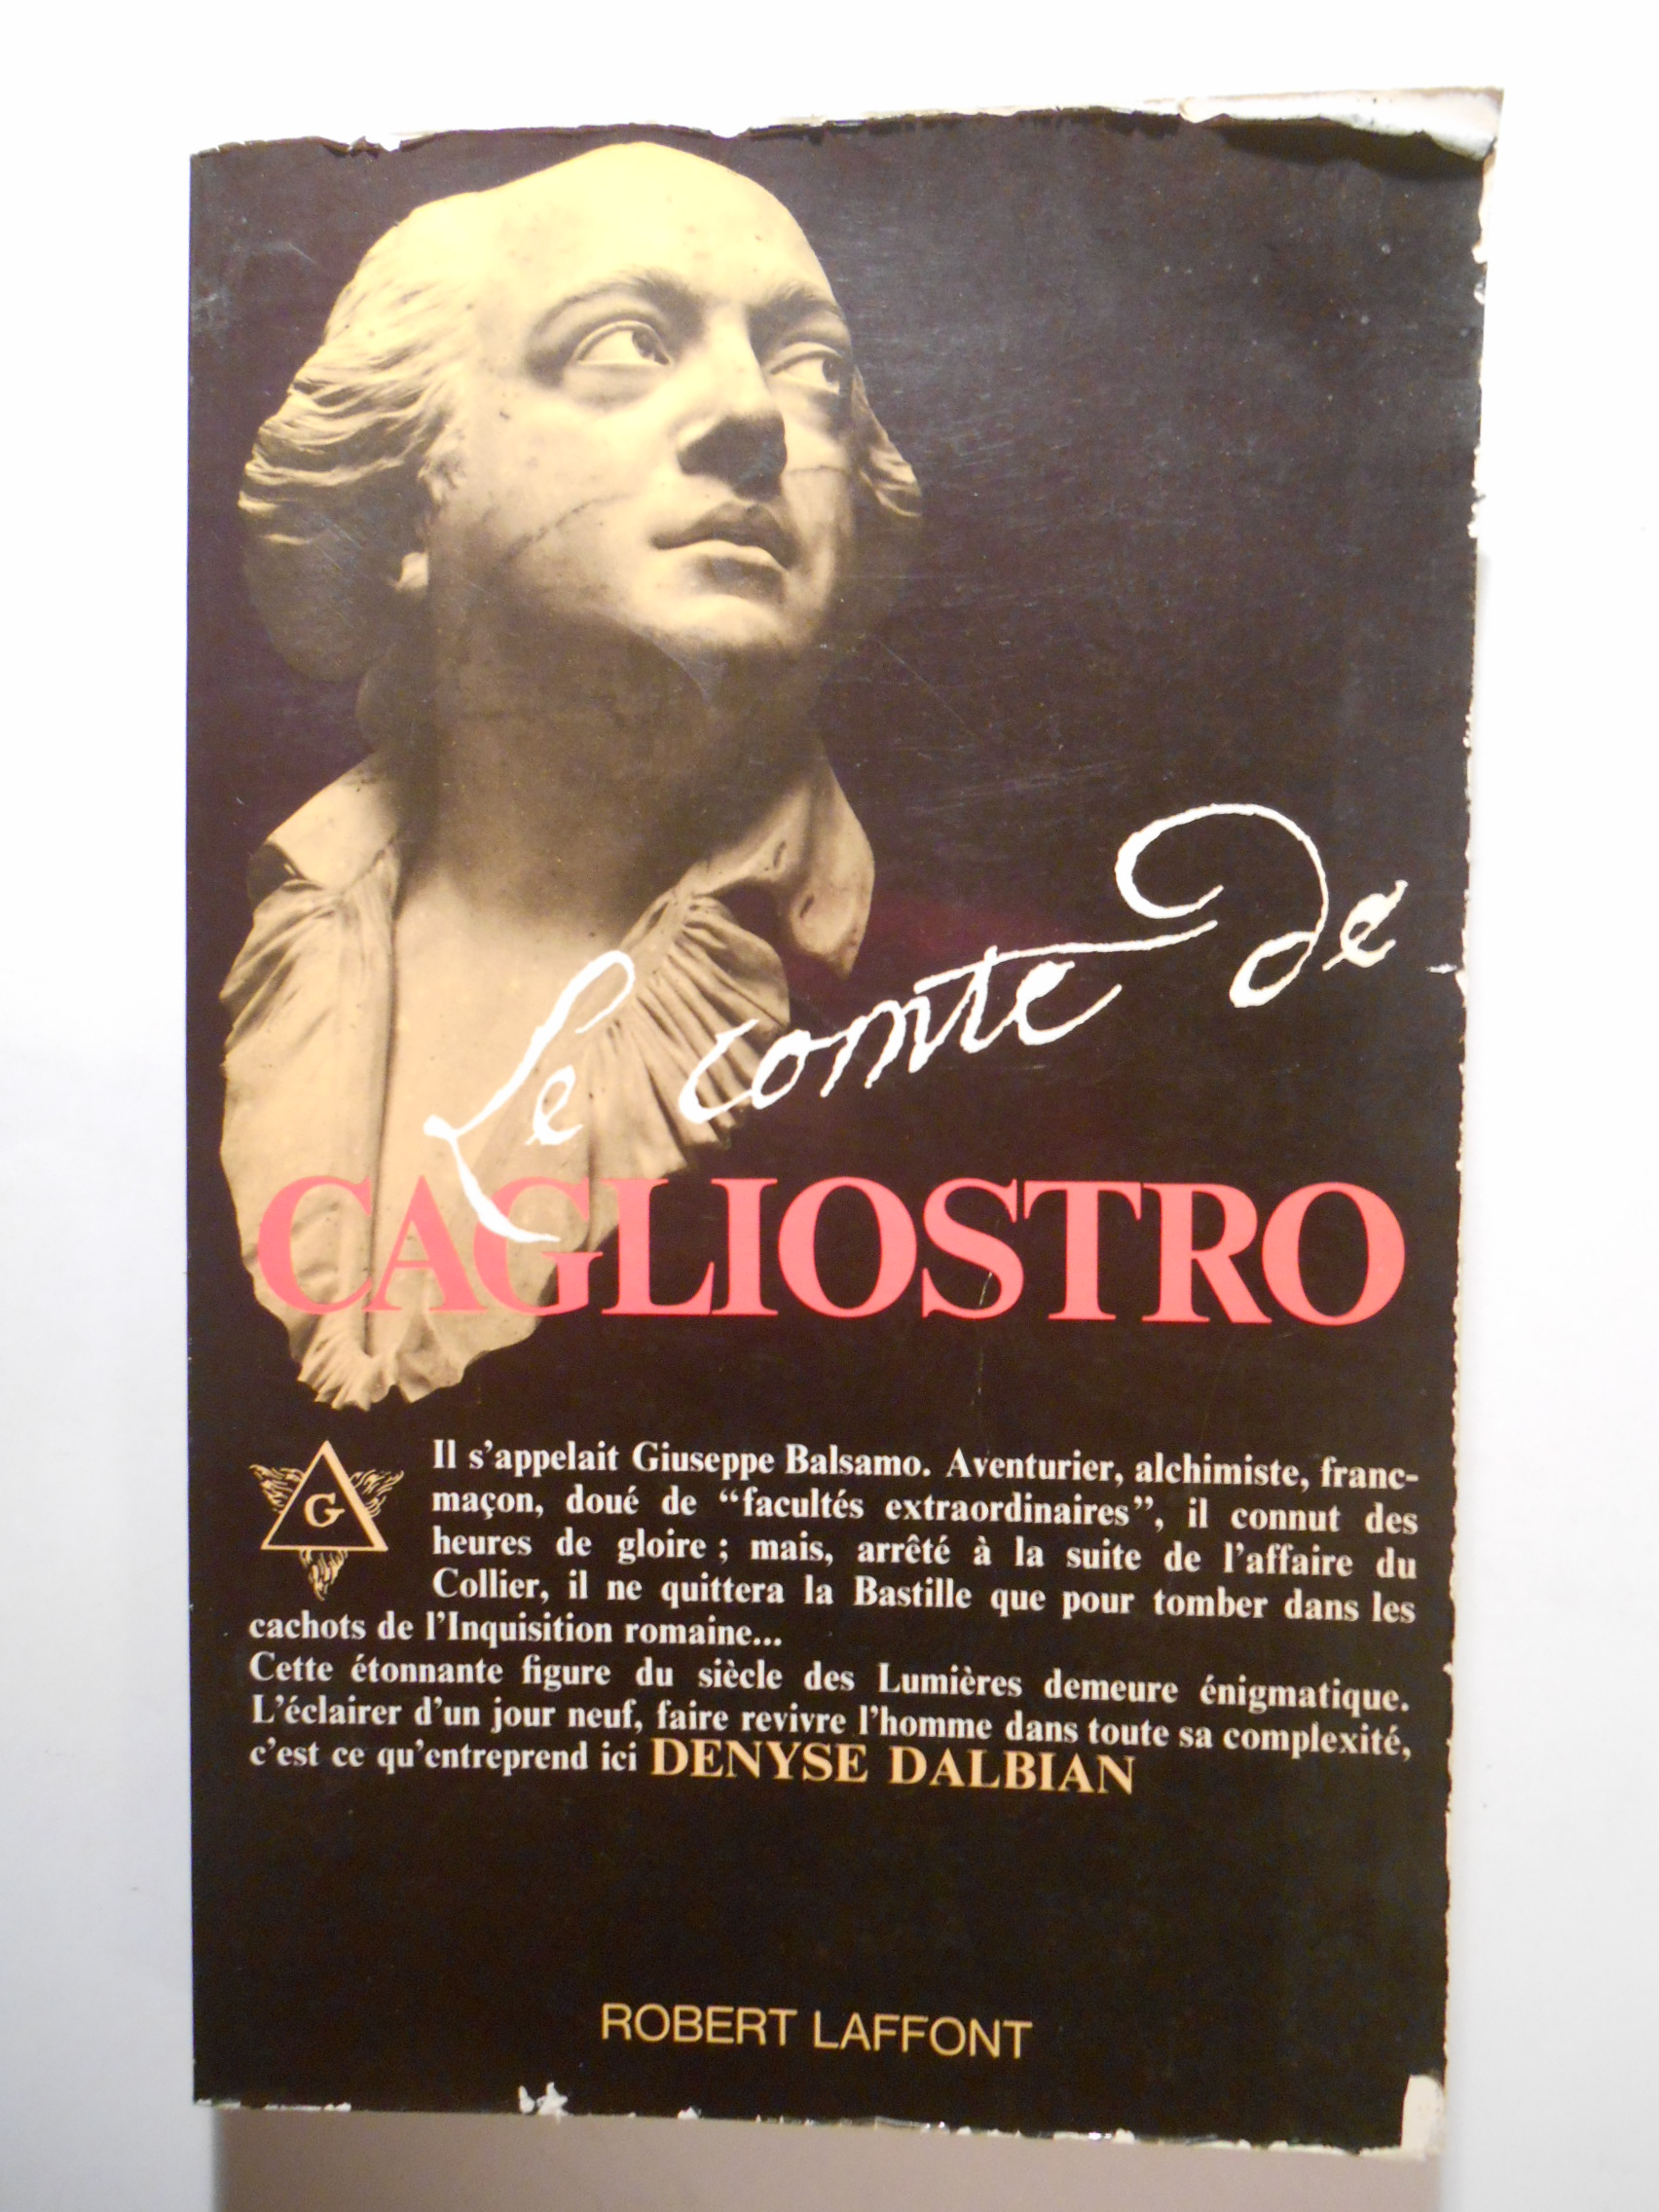 Le comte de
CAGLIOSTRO
G
Il s'appelait Giuseppe Balsamo. Aventurier, alchimiste, franc-
maçon, doué de “facultés extraordinaires”, il connut des
heures de gloire ; mais, arrêté à la suite de l'affaire du
Collier, il ne quittera la Bastille que pour tomber dans les
cachots de l'Inquisition romaine...
Cette étonnante figure du siècle des Lumières demeure énigmatique.
L'éclairer d'un jour neuf, faire revivre l'homme dans toute sa complexité,
c'est ce qu'entreprend ici DENYSE DALBIAN
ROBERT LAFFONT